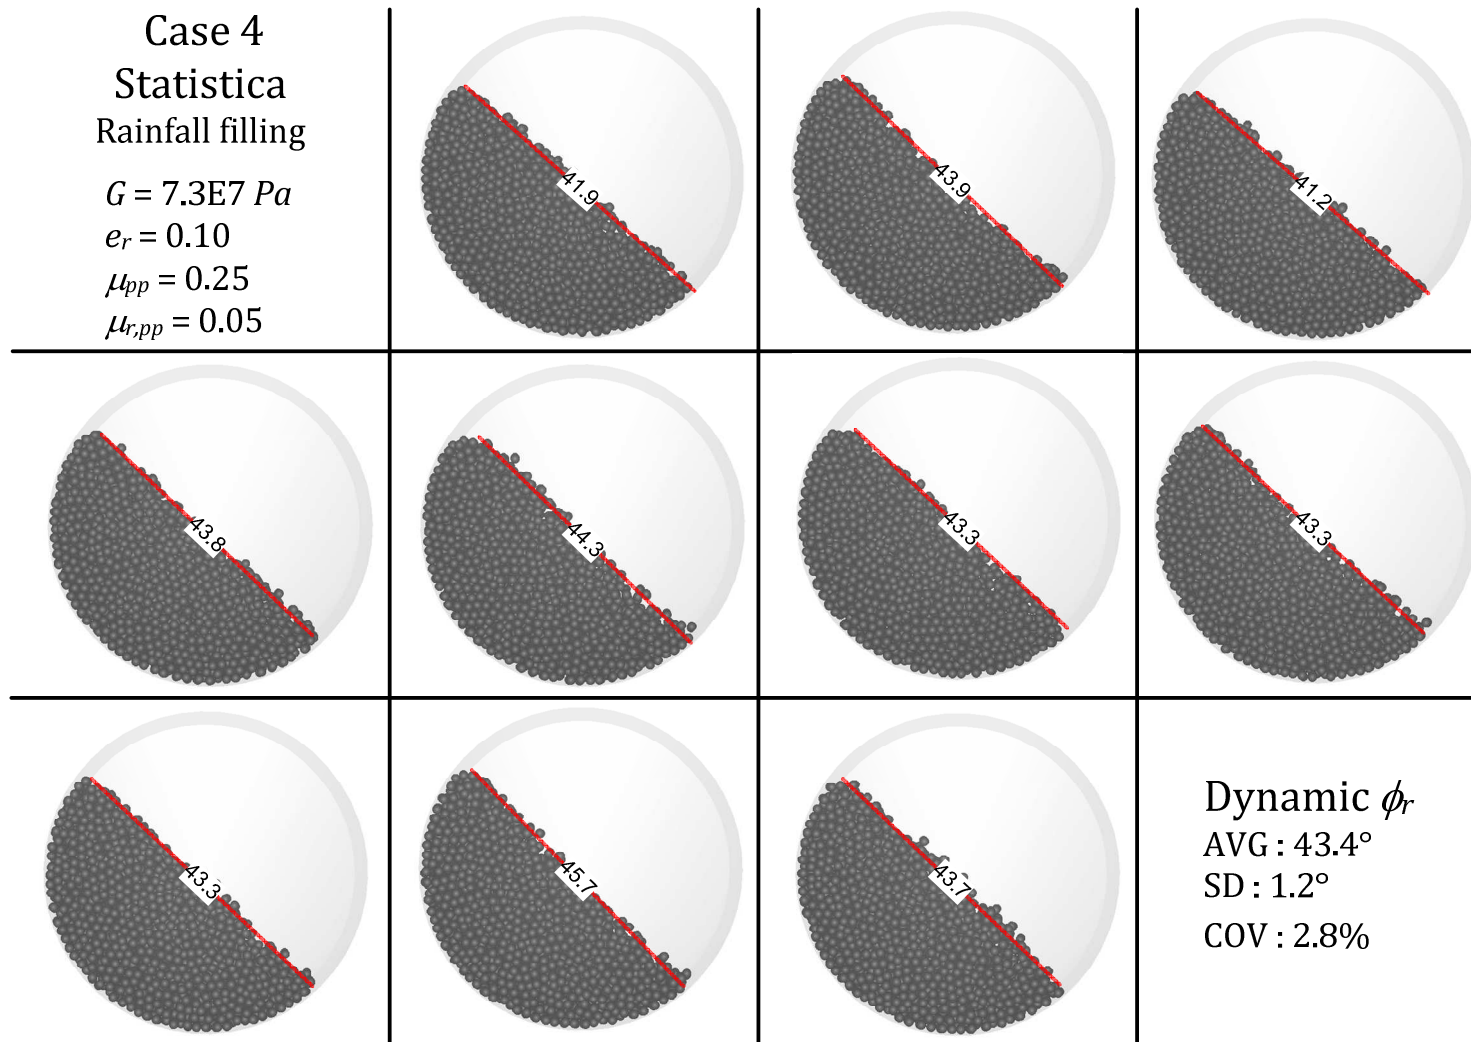 Case 4
Statistica
Rainfall filling
G = 7.3E7 Pa
er = 0.10
μpp = 0.25
μr,pp = 0.05
41.9
43.9
41.2
43.8
44.3
43.3
43.3
43.3
45.7
43.7
Dynamic ϕr
AVG : 43.4°
SD : 1.2°
COV : 2.8%